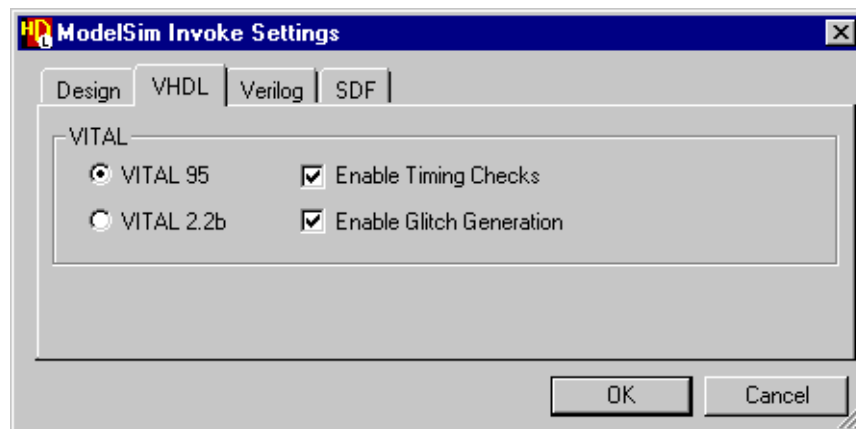 HDL ModelSim Invoke Settings
Design VHDL Verilog SDF
VITAL
VITAL 95 Enable Timing Checks
VITAL 2.2b Enable Glitch Generation
OK Cancel